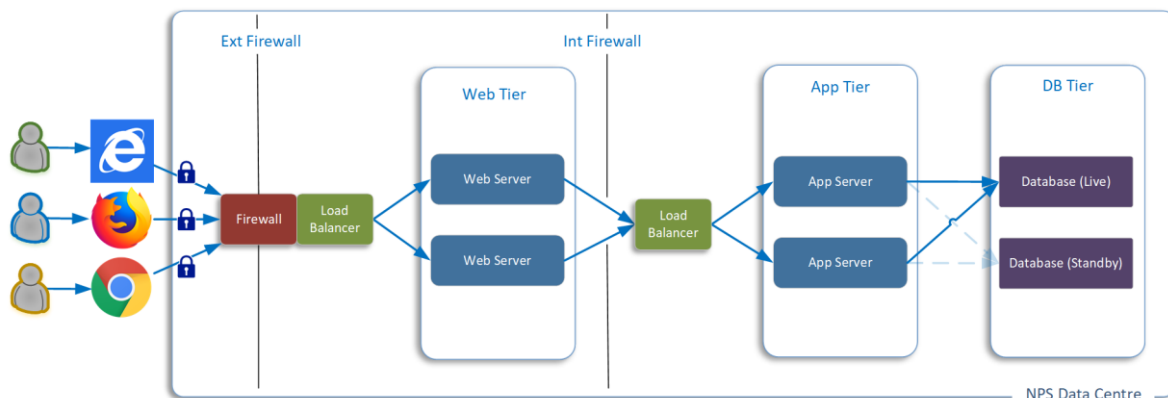 Ext Firewall
Int Firewall
Web Tier
App Tier
DB Tier
Web Server
App Server
Database (Live)
Firewall
Load
Balancer
Load
Balancer
Web Server
App Server
Database (Standby)
NPS Data Centre